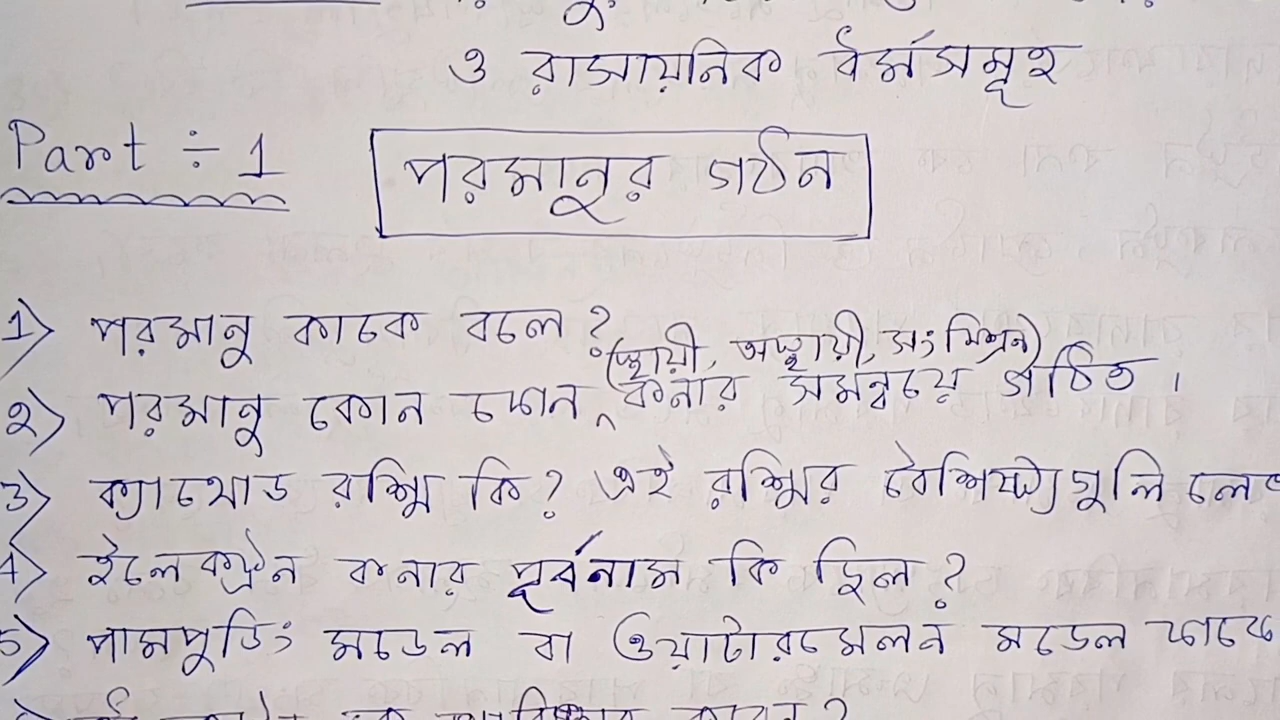 ও রাসায়নিক ধর্মসমূহ
Part ÷ 1
পরমানুর গঠন
1) পরমানু কাকে বলে?
(স্থায়ী, অস্থায়ী, সংমিশ্রন)
2) পরমানু কোন কোন কনার সমন্বয়ে গঠিত।
3) ক্যাথোড রশ্মি কি? এই রশ্মির বৈশিষ্ট্যগুলি লেখ
4) ইলেকট্রন কনার পূর্বনাম কি ছিল?
5) পামপুডিং মডেল বা ওয়াটারমেলন মডেল কাকে